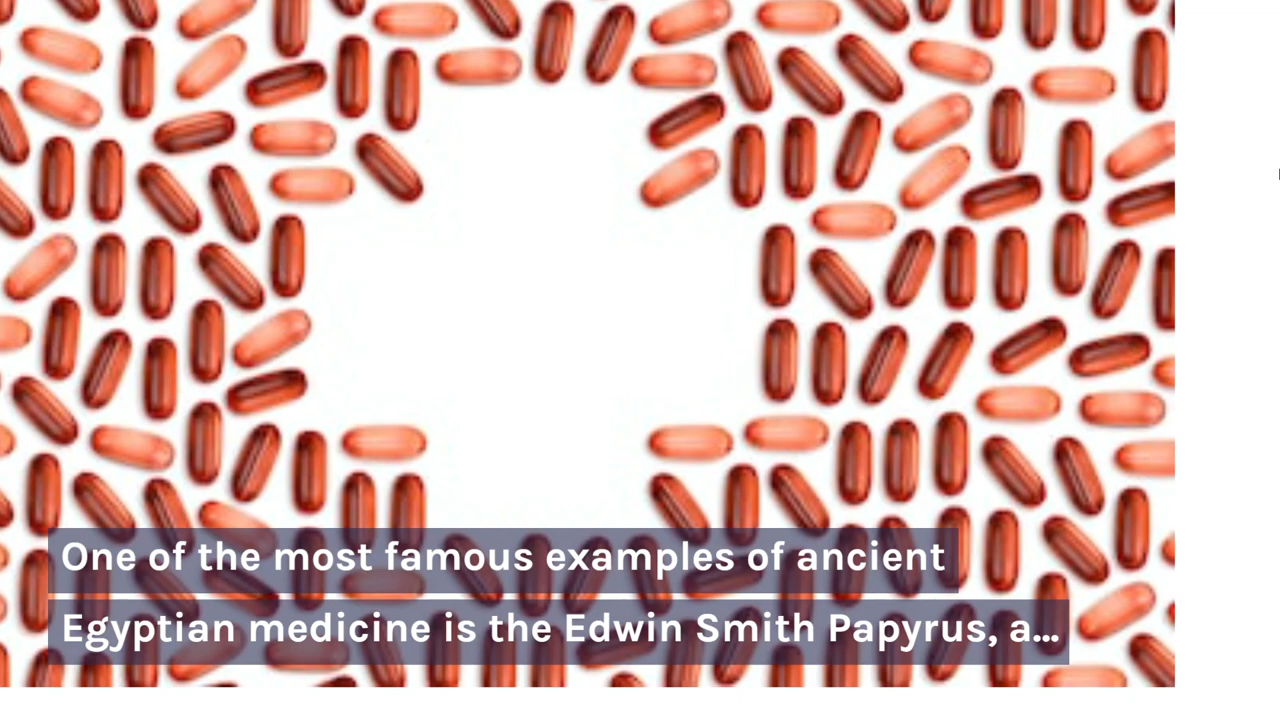 One of the most famous examples of ancient
Egyptian medicine is the Edwin Smith Papyrus, a...